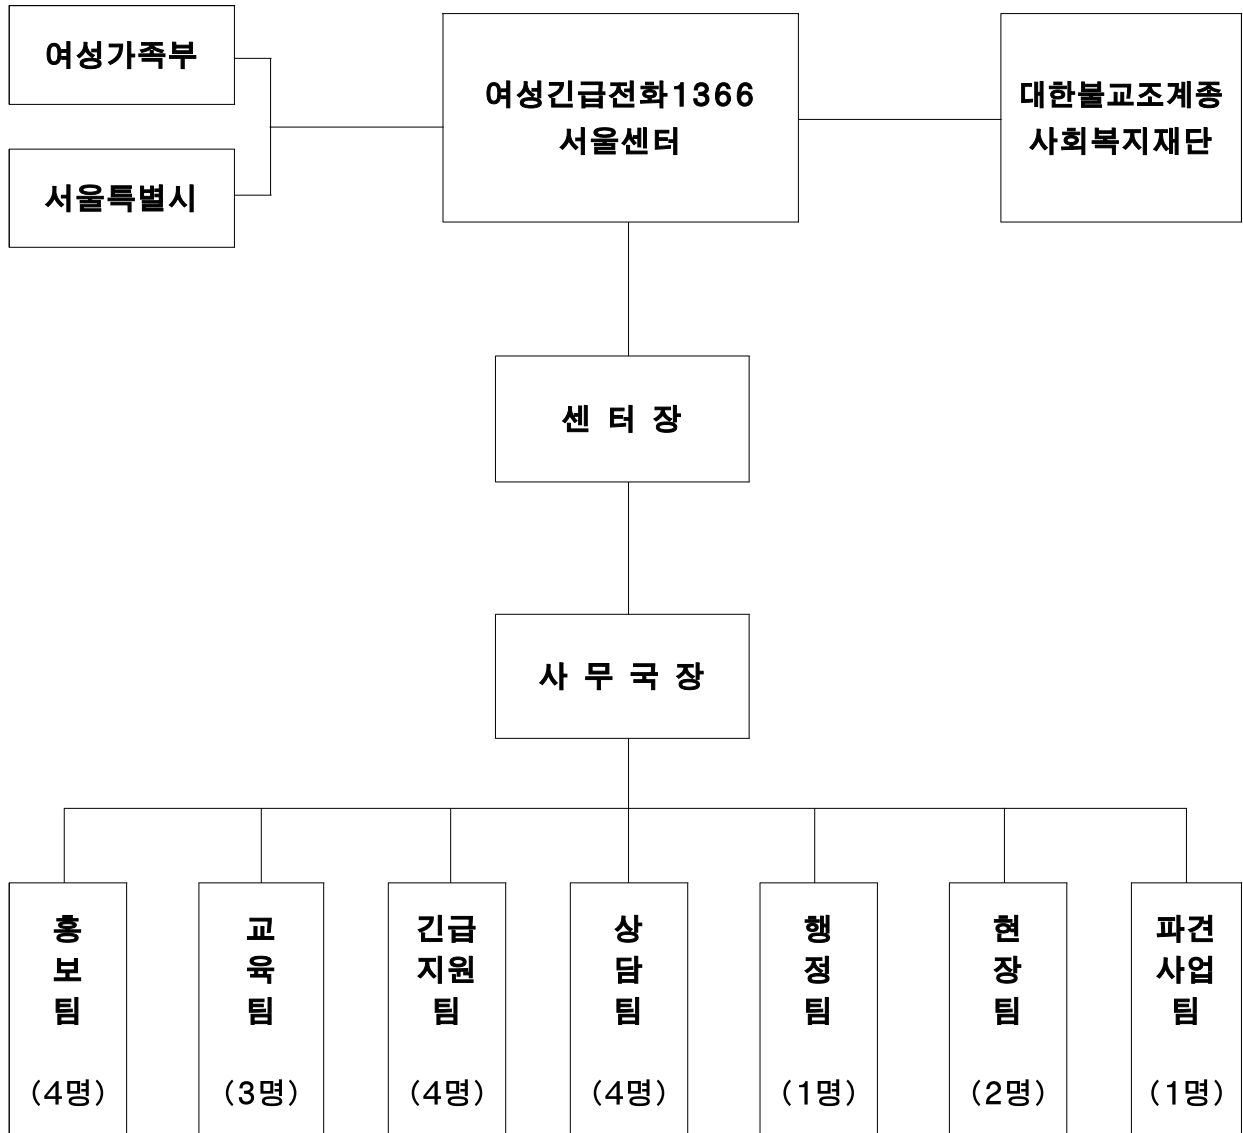 여성가족부
서울특별시
여성긴급전화1366
서울센터
대한불교조계종
사회복지재단
센 터 장
사 무 국 장
홍
보
팀
(4명)
교
육
팀
(3명)
긴급
지원
팀
(4명)
상
담
팀
(4명)
행
정
팀
(1명)
현
장
팀
(2명)
파견
사업
팀
(1명)